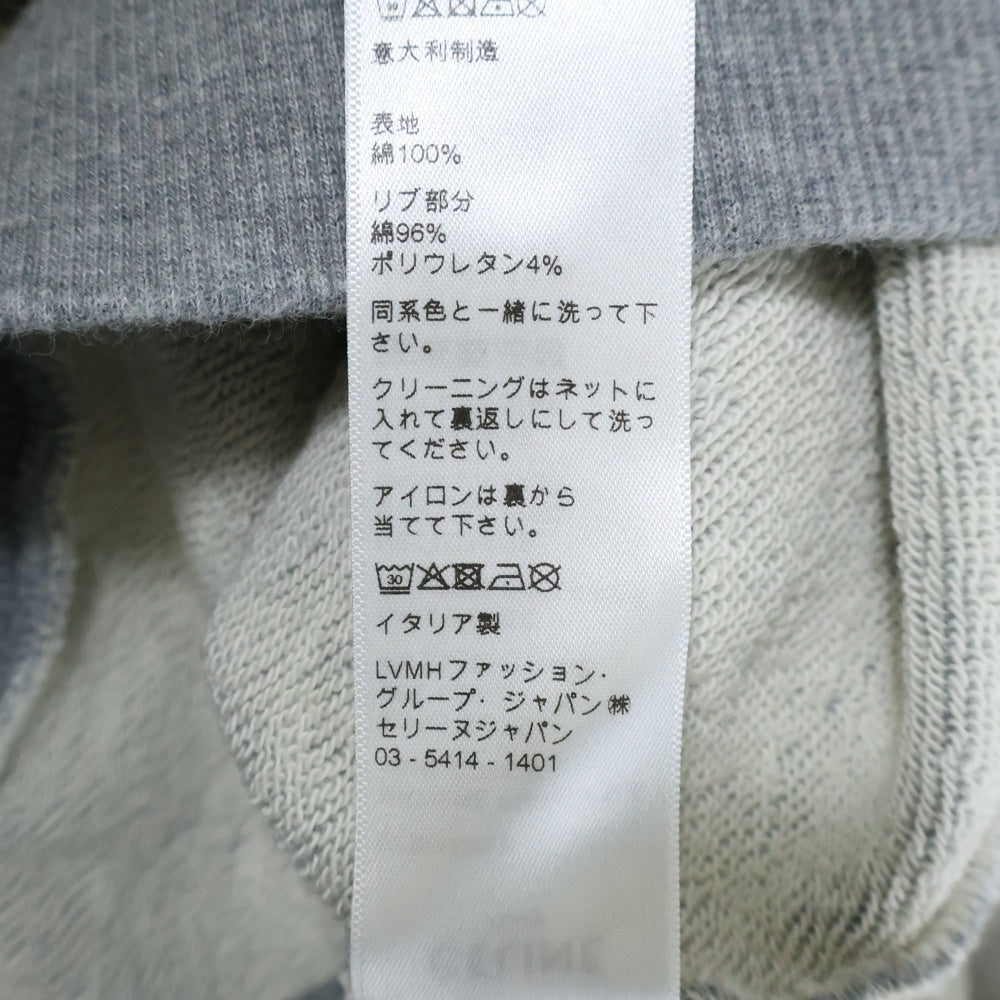 意大利制造
表地
綿100%
リブ部分
綿96%
ポリウレタン4%
同系色と一緒に洗って下
さい。
クリーニングはネットに
入れて裏返しにして洗っ
てください。
アイロンは裏から
当てて下さい。
30
イタリア製
LVMHファッション·
グループ· ジャパン㈱
セリーヌジャパン
03 - 5414 - 1401